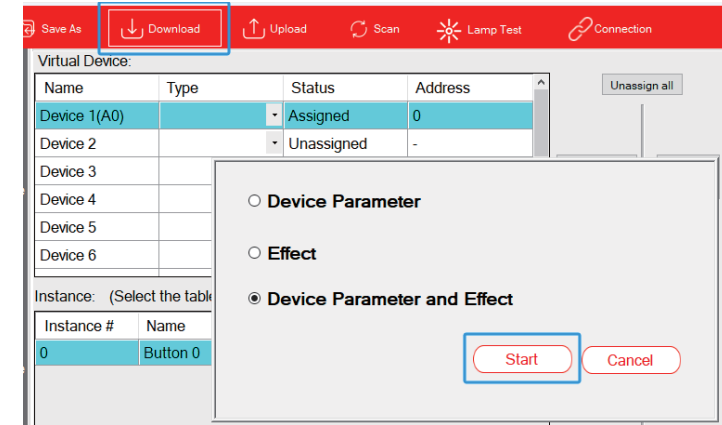 Save As Download Upload Scan Lamp Test Connection
Virtual Device:
Unassign all
Name Type Status Address
Device 1(A0) Assigned 0
Device 2 Unassigned -
Device 3
Device 4
Device 5
Device 6
Device Parameter
Effect
Device Parameter and Effect
Start Cancel
Instance: (Select the table
Instance # Name
0 Button 0